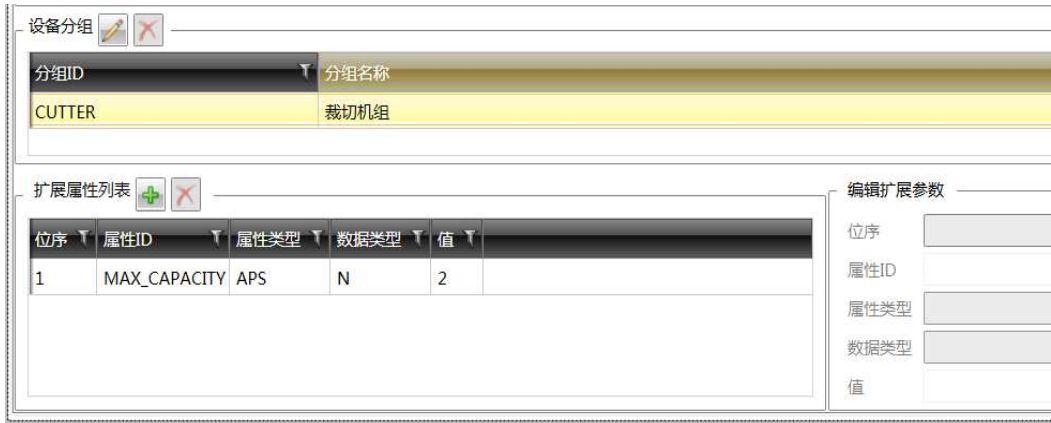 设备分组
分组ID 分组名称
CUTTER 裁切机组
扩展属性列表
位序 属性ID 属性类型 数据类型 值
1 MAX_CAPACITY APS N 2
编辑扩展参数
位序
属性ID
属性类型
数据类型
值